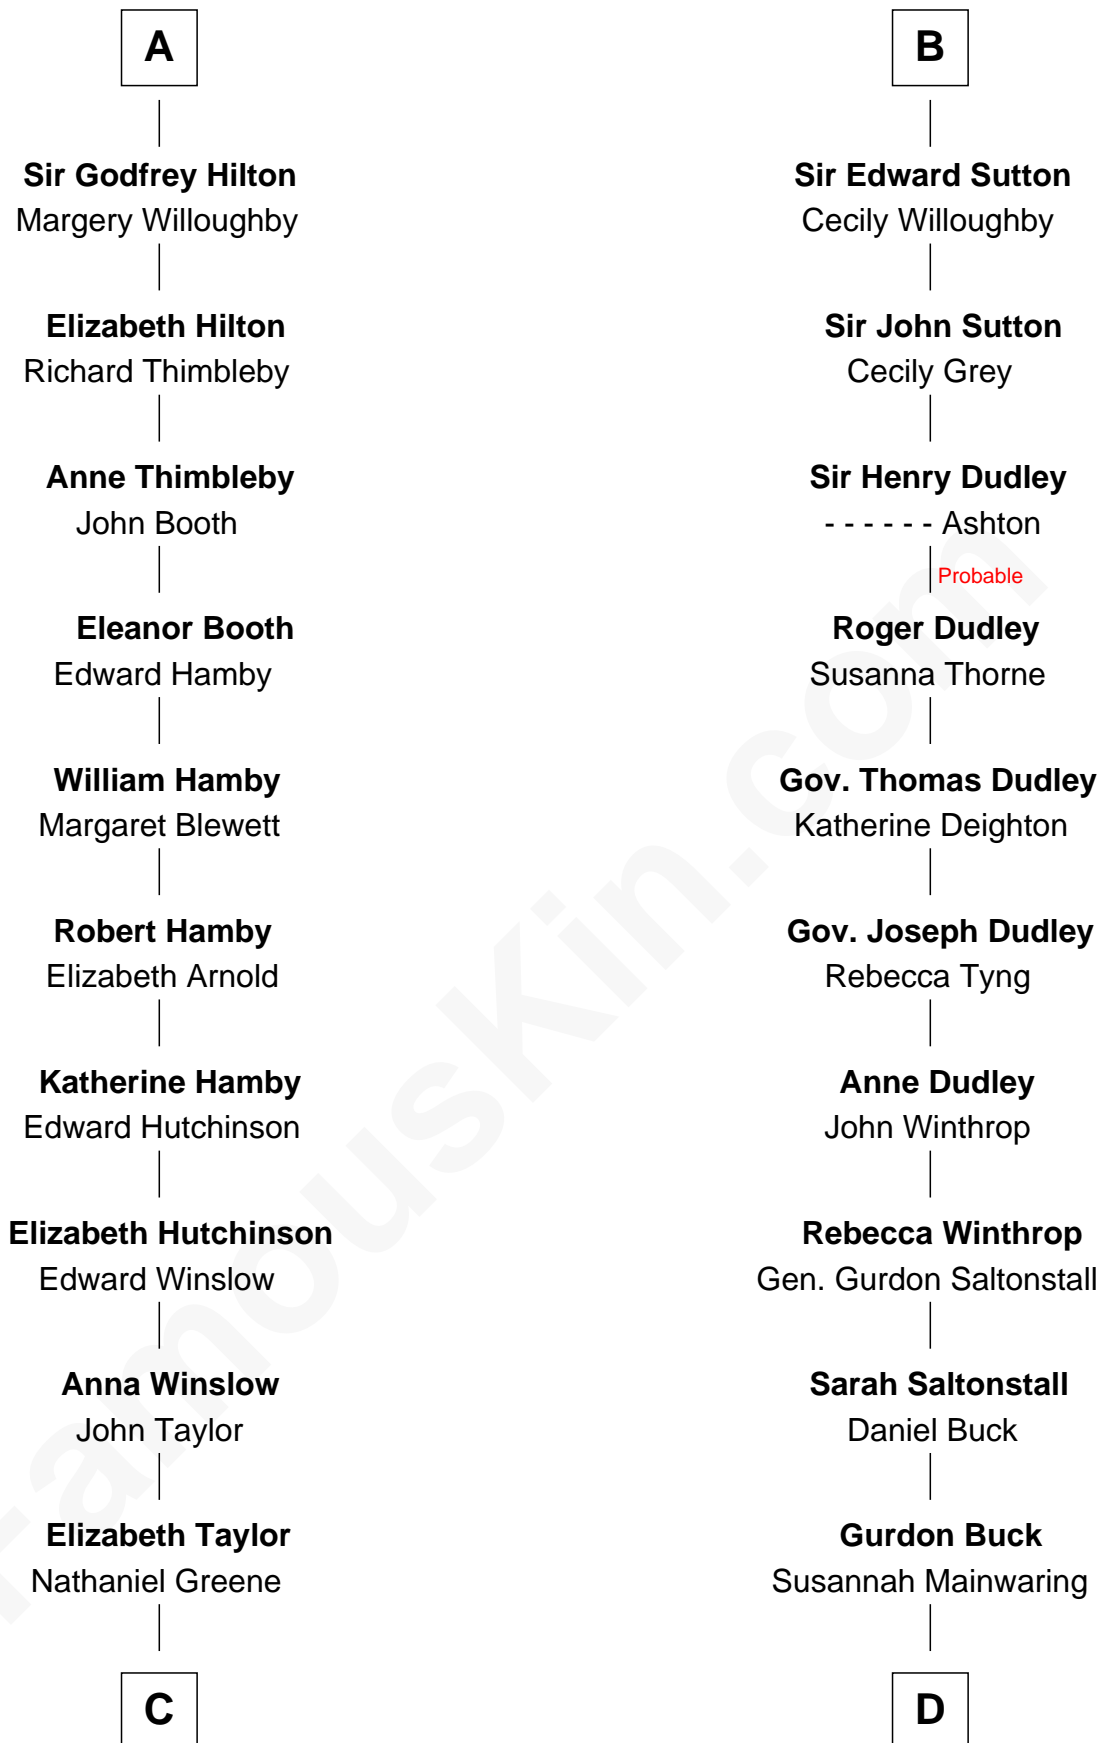 A
Sir Godfrey Hilton
Margery Willoughby
Elizabeth Hilton
Richard Thimbleby
Anne Thimbleby
John Booth
Eleanor Booth
Edward Hamby
William Hamby
Margaret Blewett
Robert Hamby
Elizabeth Arnold
Katherine Hamby
Edward Hutchinson
Elizabeth Hutchinson
Edward Winslow
Anna Winslow
John Taylor
Elizabeth Taylor
Nathaniel Greene
C
B
Sir Edward Sutton
Cecily Willoughby
Sir John Sutton
Cecily Grey
Sir Henry Dudley
- - - - - - Ashton
Probable
Roger Dudley
Susanna Thorne
Gov. Thomas Dudley
Katherine Deighton
Gov. Joseph Dudley
Rebecca Tyng
Anne Dudley
John Winthrop
Rebecca Winthrop
Gen. Gurdon Saltonstall
Sarah Saltonstall
Daniel Buck
Gurdon Buck
Susannah Mainwaring
D
FamousKin.com